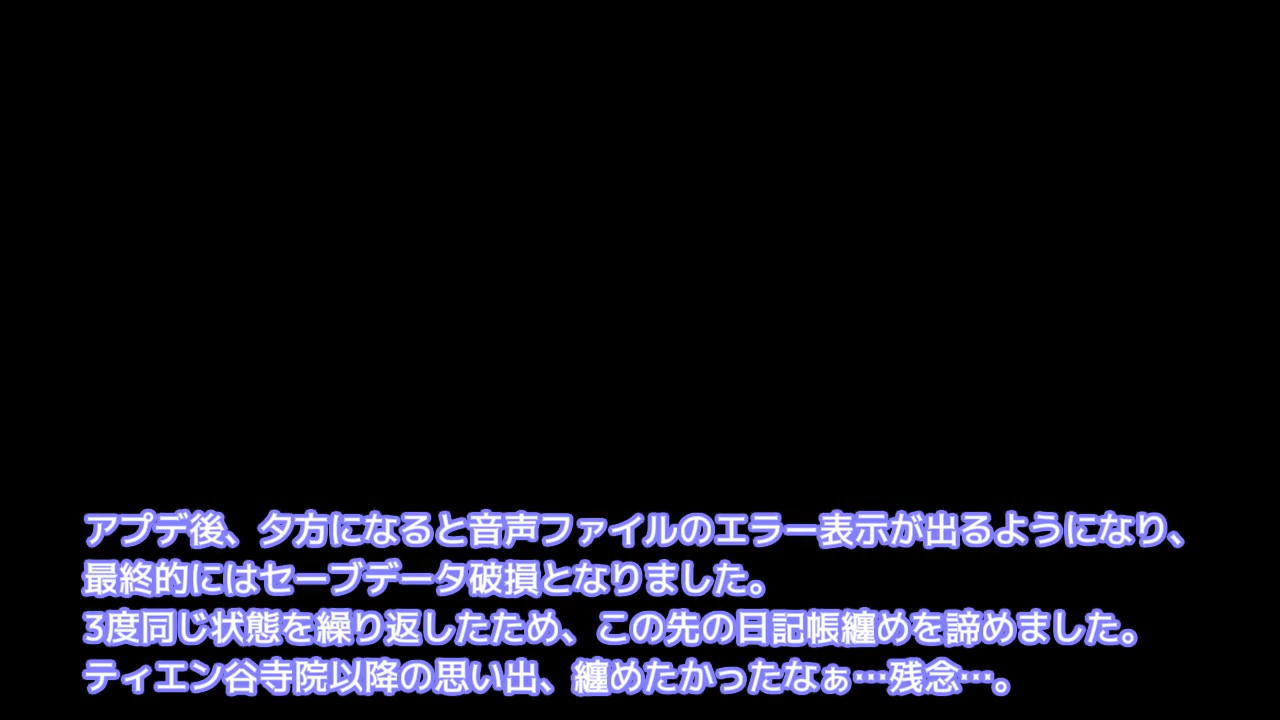 アプデ後、夕方になると音声ファイルのエラー表示が出るようになり、
最終的にはセーブデータ破損となりました。
3度同じ状態を繰り返したため、この先の日記帳纏めを諦めました。
ティエン谷寺院以降の思い出、纏めたかったなぁ…残念…。